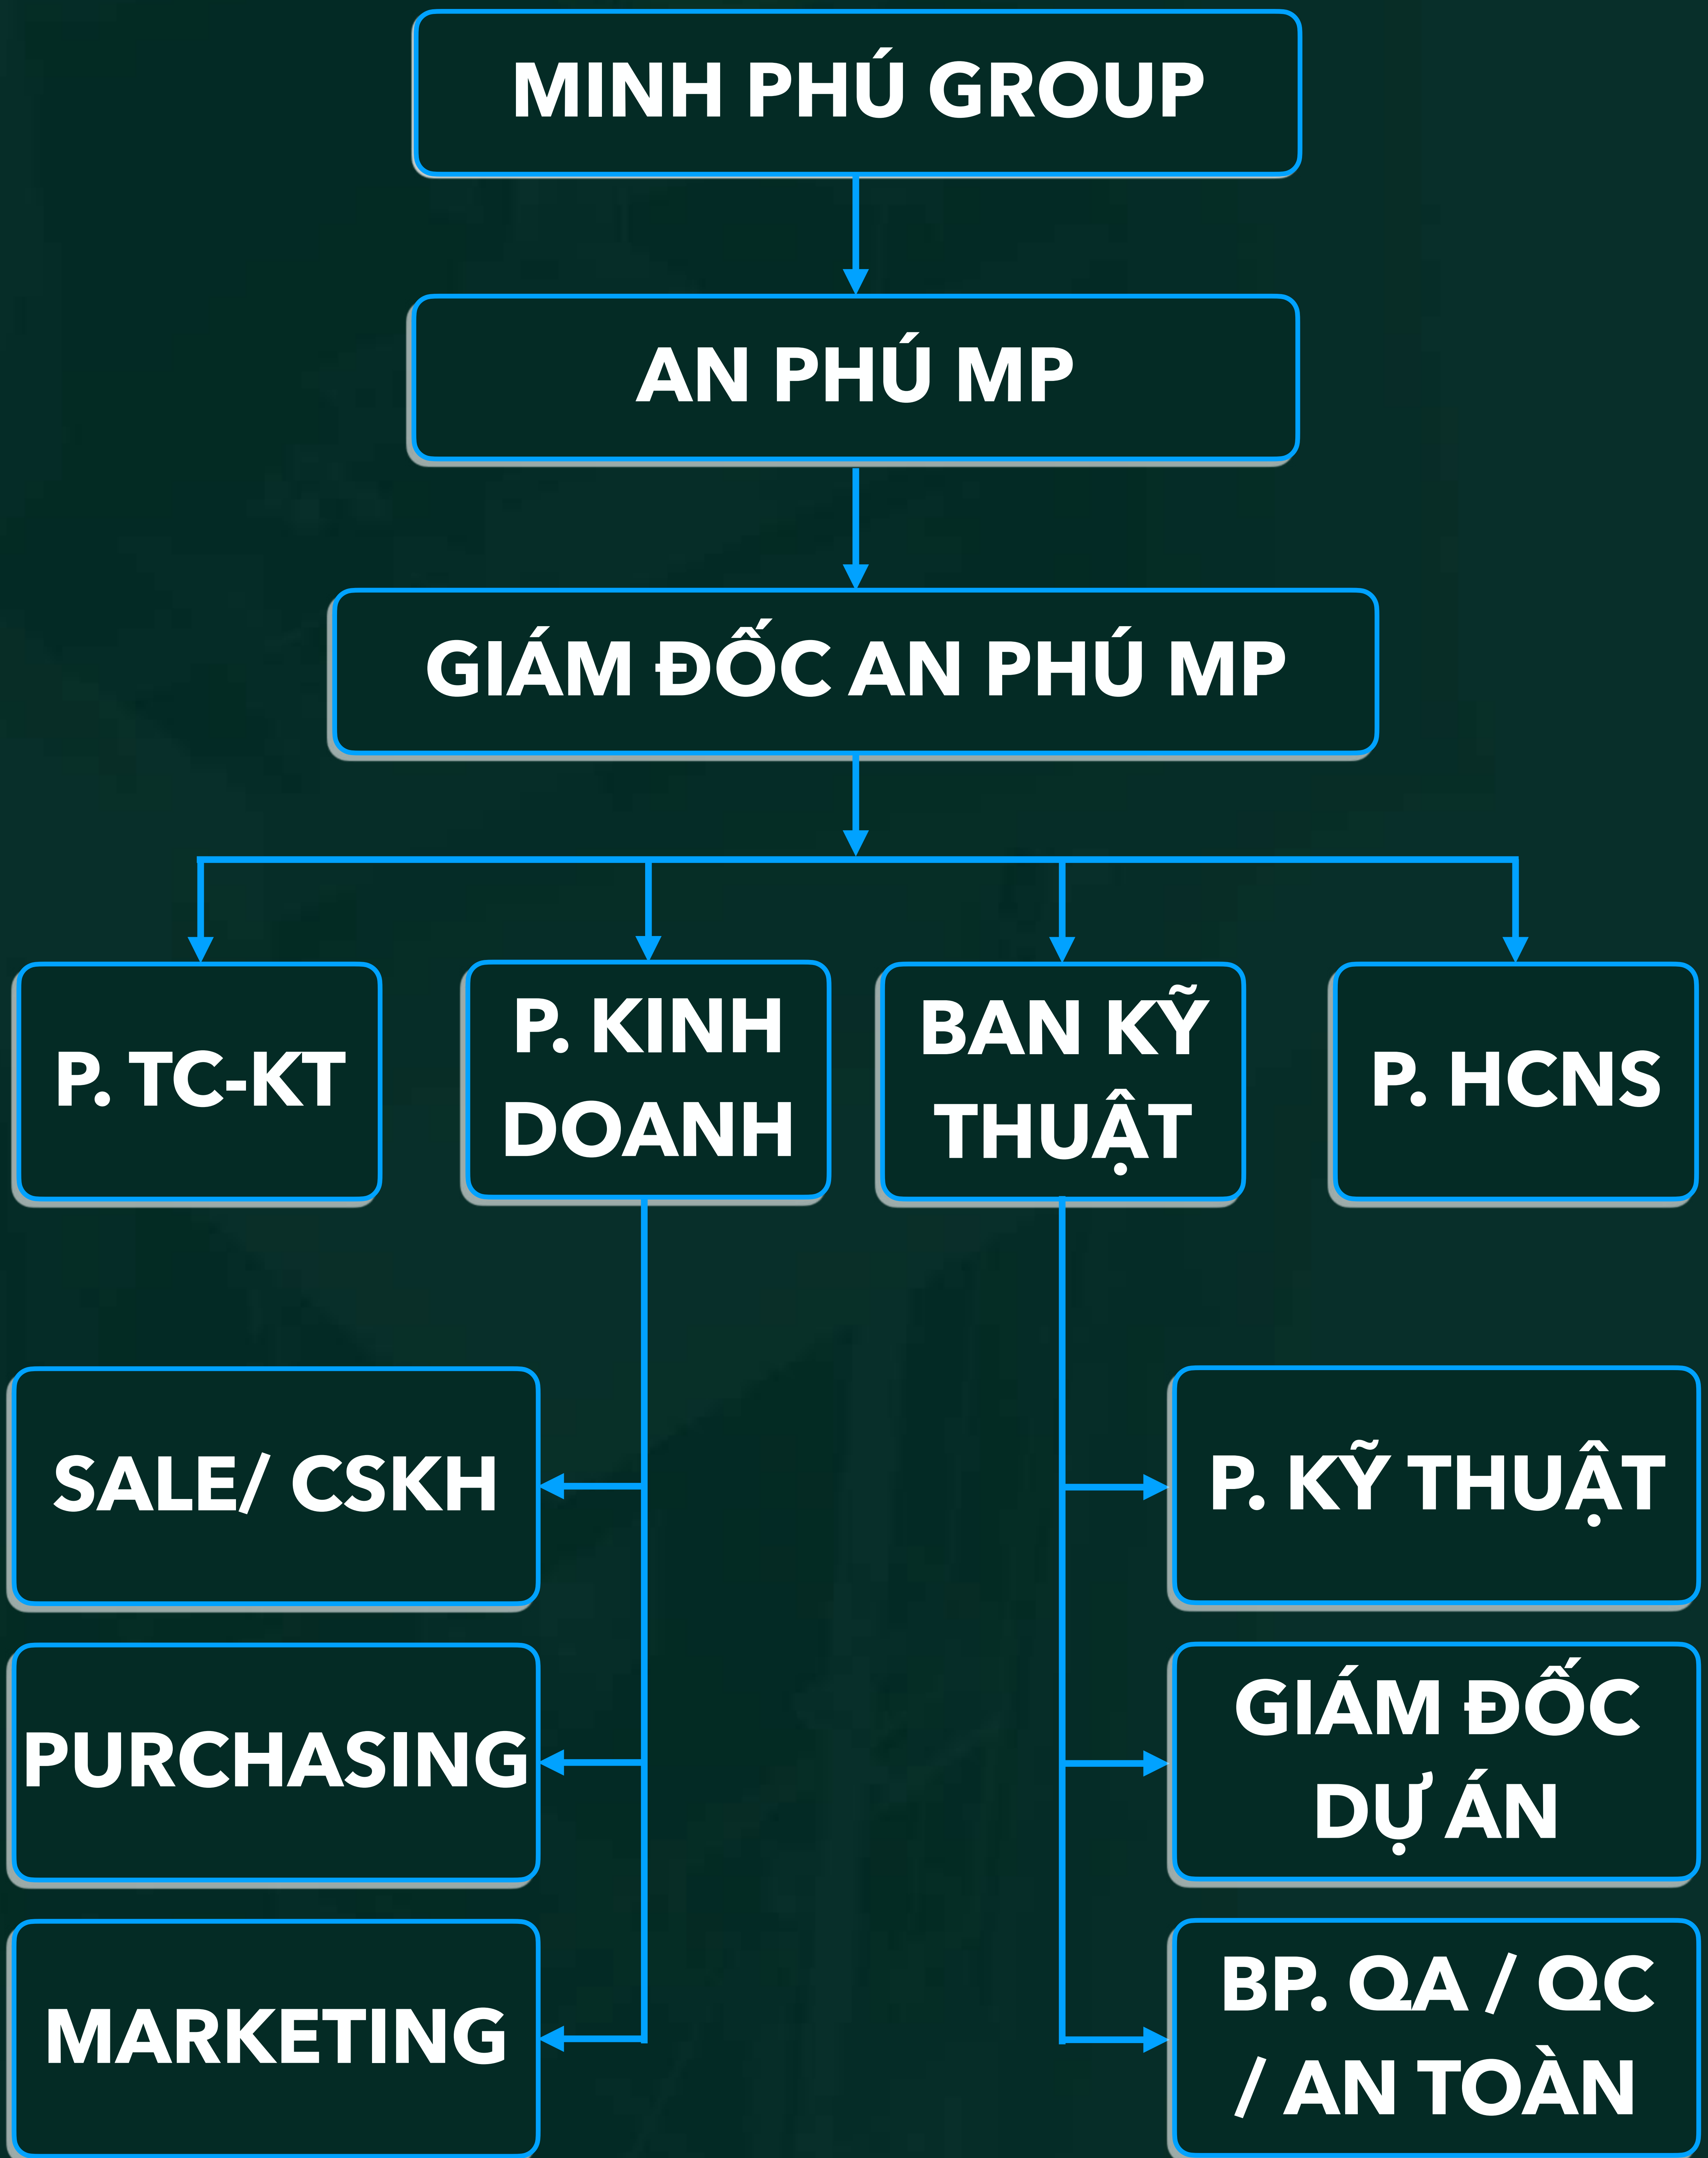 MINH PHÚ GROUP
AN PHÚ MP
GIÁM ĐỐC AN PHÚ MP
P. TC-KT
P. KINH
DOANH
BAN KỸ
THUẬT
P. HCNS
SALE/ CSKH
PURCHASING
MARKETING
P. KỸ THUẬT
GIÁM ĐỐC
DỰ ÁN
BP. QA / QC
/ AN TOÀN